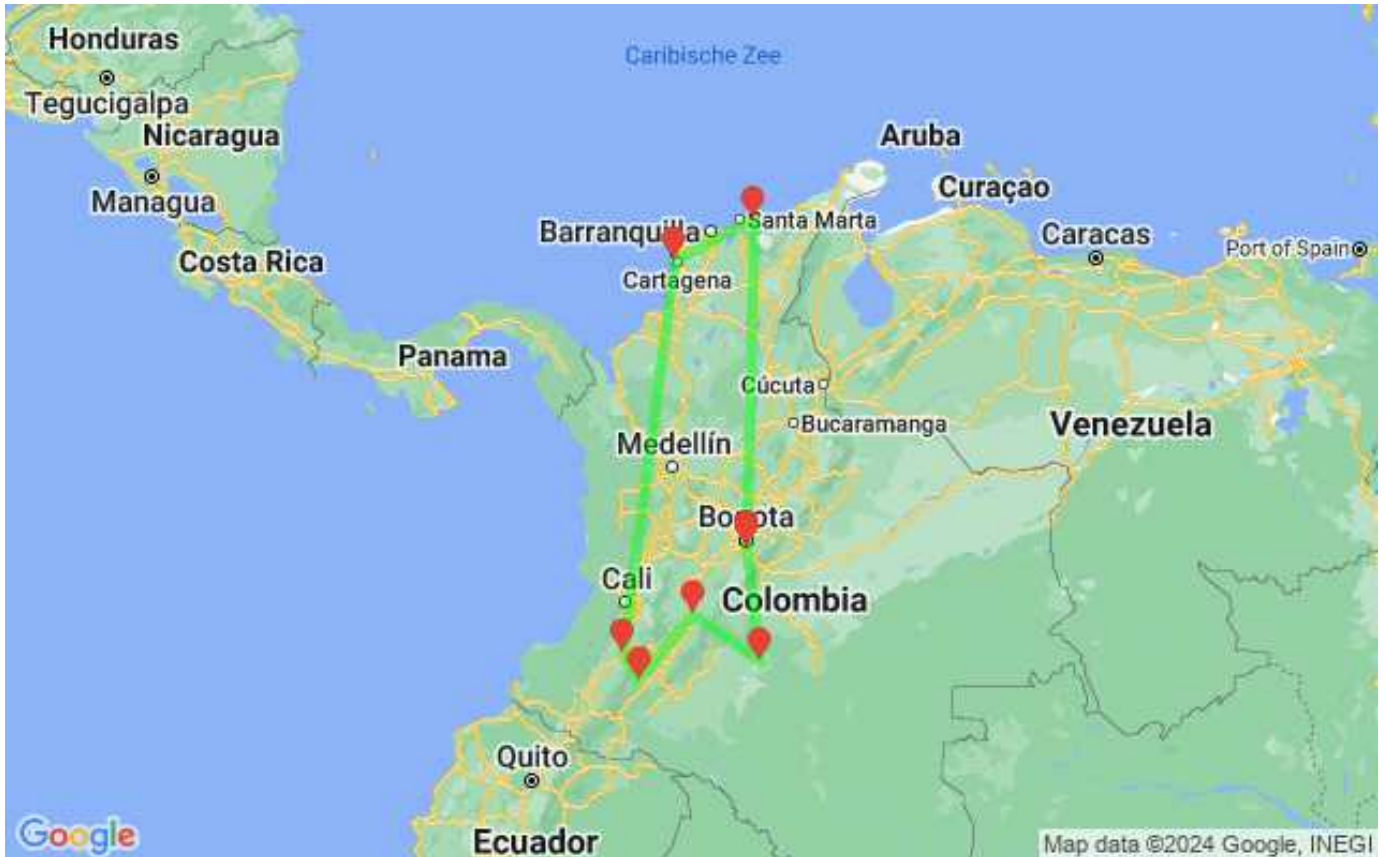 Honduras
Caribische Zee
Tegucigalpa
Nicaragua
Aruba
Managua
Curaçao
Santa Marta
Barranquilla
Caracas
Port of Spain
Costa Rica
Cartagena
Panama
Cúcuta
Bucaramanga
Venezuela
Medellín
Bogota
Cali
Colombia
Quito
Google
Ecuador
Map data ©2024 Google, INEGI